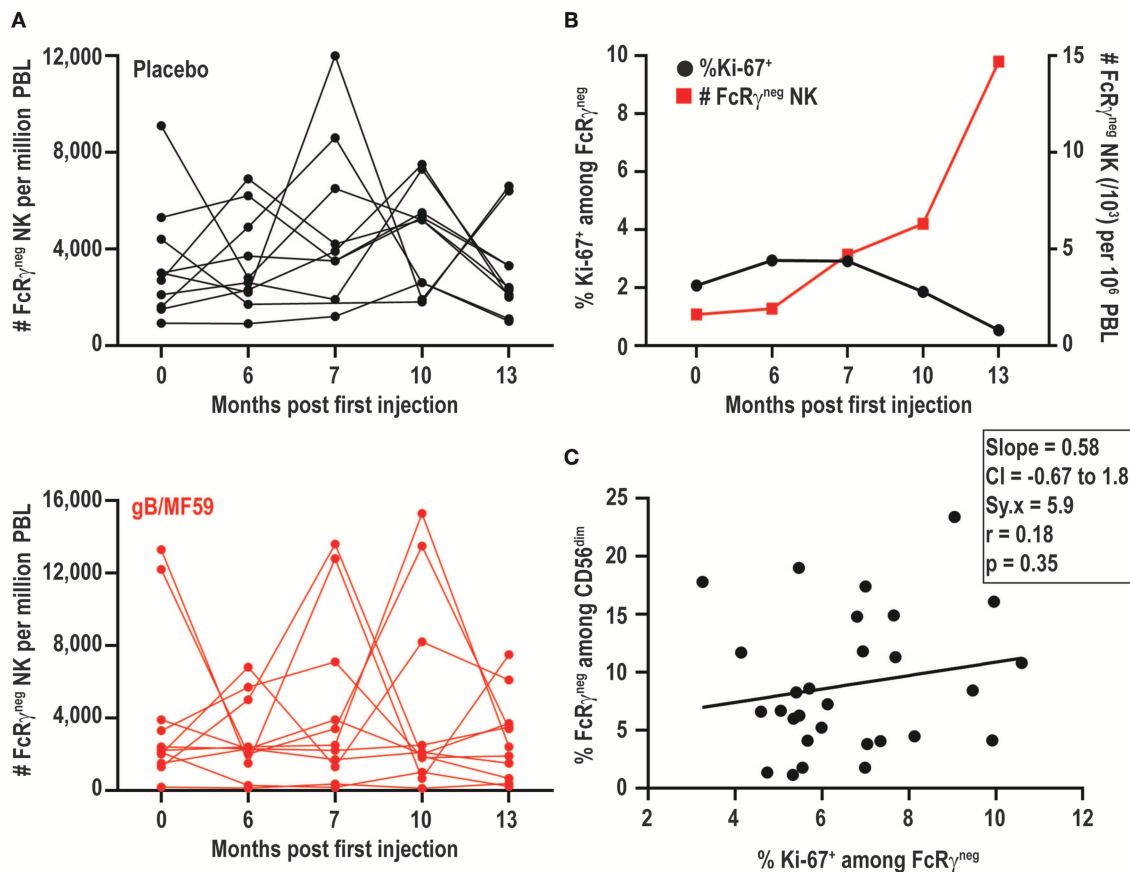 A
# FcRγneg NK per million PBL
Placebo
12,000
8,000
4,000
0
0 6 7 10 13
Months post first injection
B
% Ki-67+ among FcRγneg
%Ki-67+
# FcRγneg NK
10
8
6
4
2
0
15
10
5
0
# FcRγneg
NK (/10³) per 10⁶ PBL
0 6 7 10 13
Months post first injection
# FcRγneg NK per million PBL
gB/MF59
16,000
12,000
8,000
4,000
0
0 6 7 10 13
Months post first injection
C
Slope = 0.58
CI = -0.67 to 1.8
Sy.x = 5.9
r = 0.18
p = 0.35
% FcRγneg among CD56dim
25
20
15
10
5
0
2 4 6 8 10 12
% Ki-67+ among FcRγneg